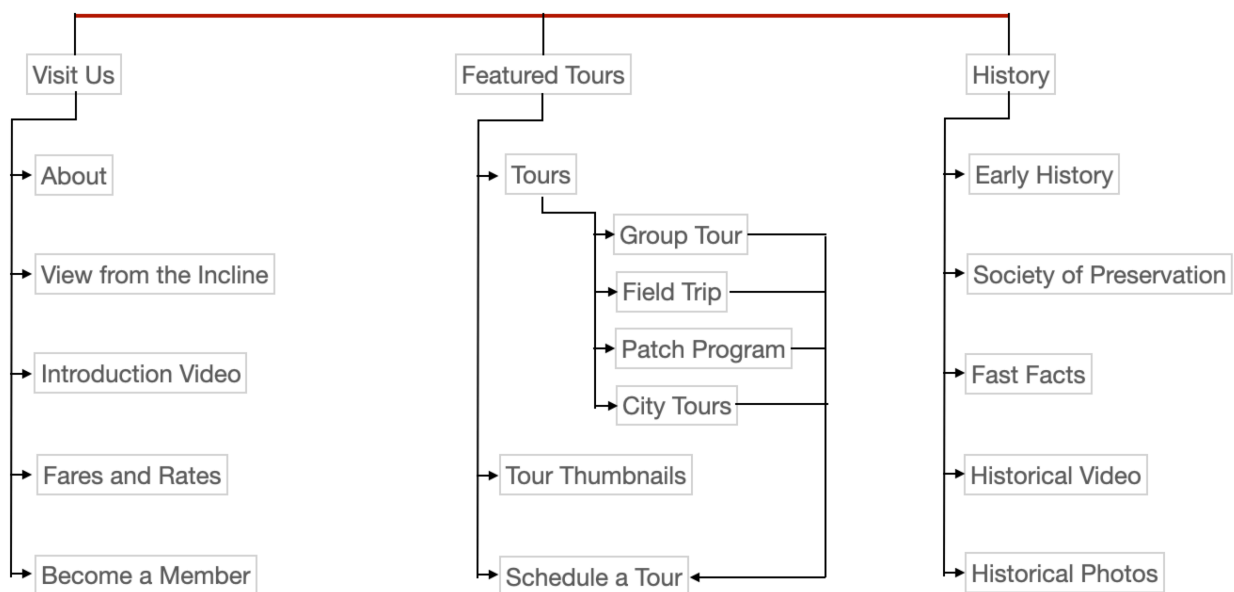 Visit Us
About
View from the Incline
Introduction Video
Fares and Rates
Become a Member
Featured Tours
Tours
Group Tour
Field Trip
Patch Program
City Tours
Tour Thumbnails
Schedule a Tour
History
Early History
Society of Preservation
Fast Facts
Historical Video
Historical Photos